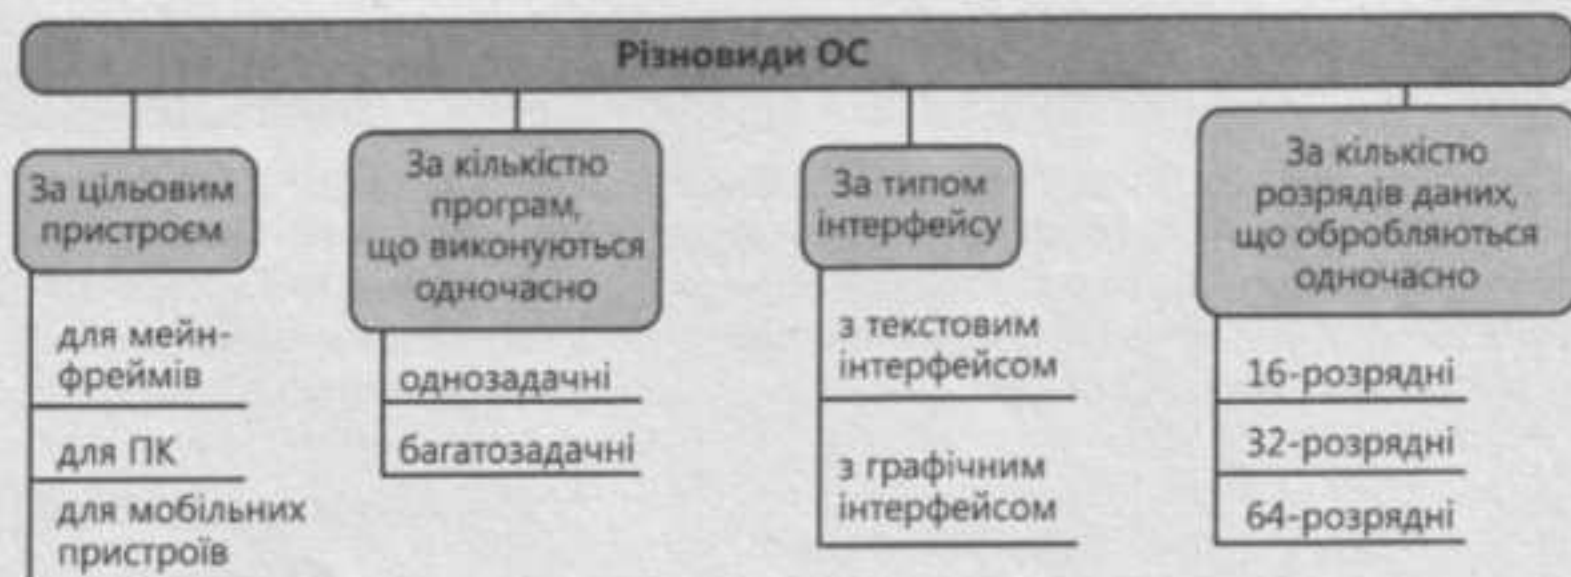 Різновиди ОС
За цільовим
пристроєм
для мейн-
фреймів
для ПК
для мобільних
пристроїв
За кількістю
програм,
що виконуються
одночасно
однозадачні
багатозадачні
За типом
інтерфейсу
з текстовим
інтерфейсом
з графічним
інтерфейсом
За кількістю
розрядів даних,
що обробляються
одночасно
16-розрядні
32-розрядні
64-розрядні